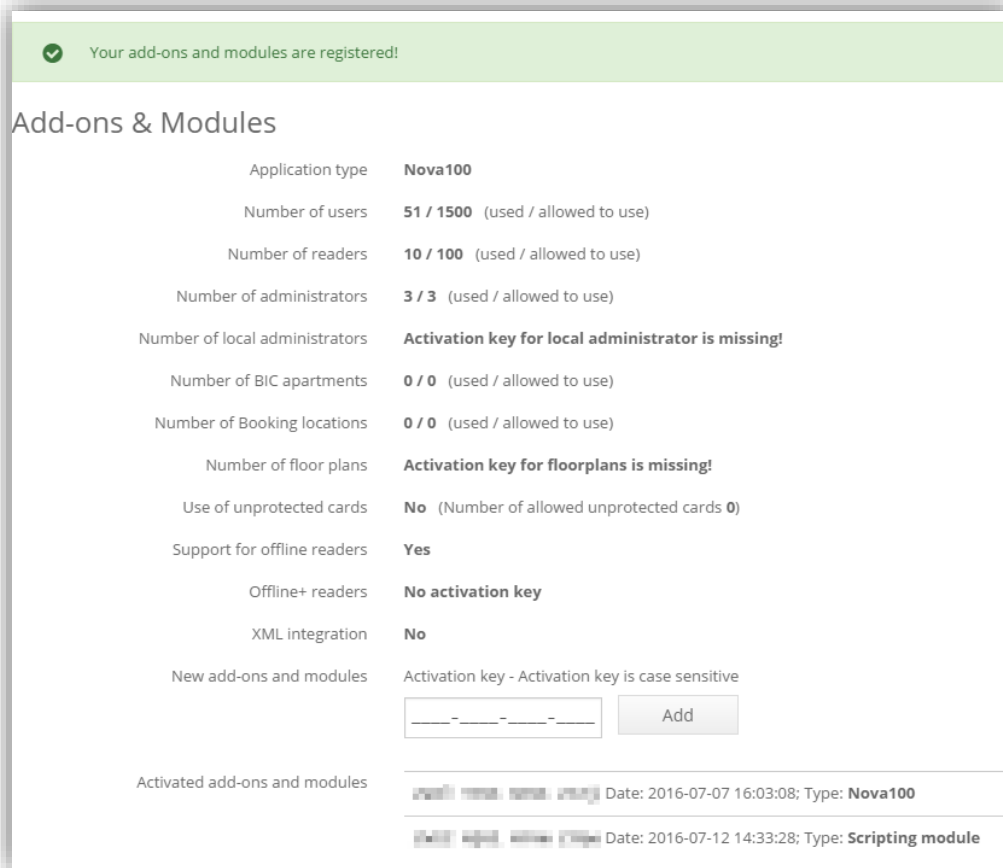 Your add-ons and modules are registered!
Add-ons & Modules
Application type Nova100
Number of users 51 / 1500 (used / allowed to use)
Number of readers 10 / 100 (used / allowed to use)
Number of administrators 3 / 3 (used / allowed to use)
Number of local administrators Activation key for local administrator is missing!
Number of BIC apartments 0 / 0 (used / allowed to use)
Number of Booking locations 0 / 0 (used / allowed to use)
Number of floor plans Activation key for floorplans is missing!
Use of unprotected cards No (Number of allowed unprotected cards 0)
Support for offline readers Yes
Offline+ readers No activation key
XML integration No
New add-ons and modules Activation key - Activation key is case sensitive
____-____-____-____ Add
Activated add-ons and modules
Date: 2016-07-07 16:03:08; Type: Nova100
Date: 2016-07-12 14:33:28; Type: Scripting module